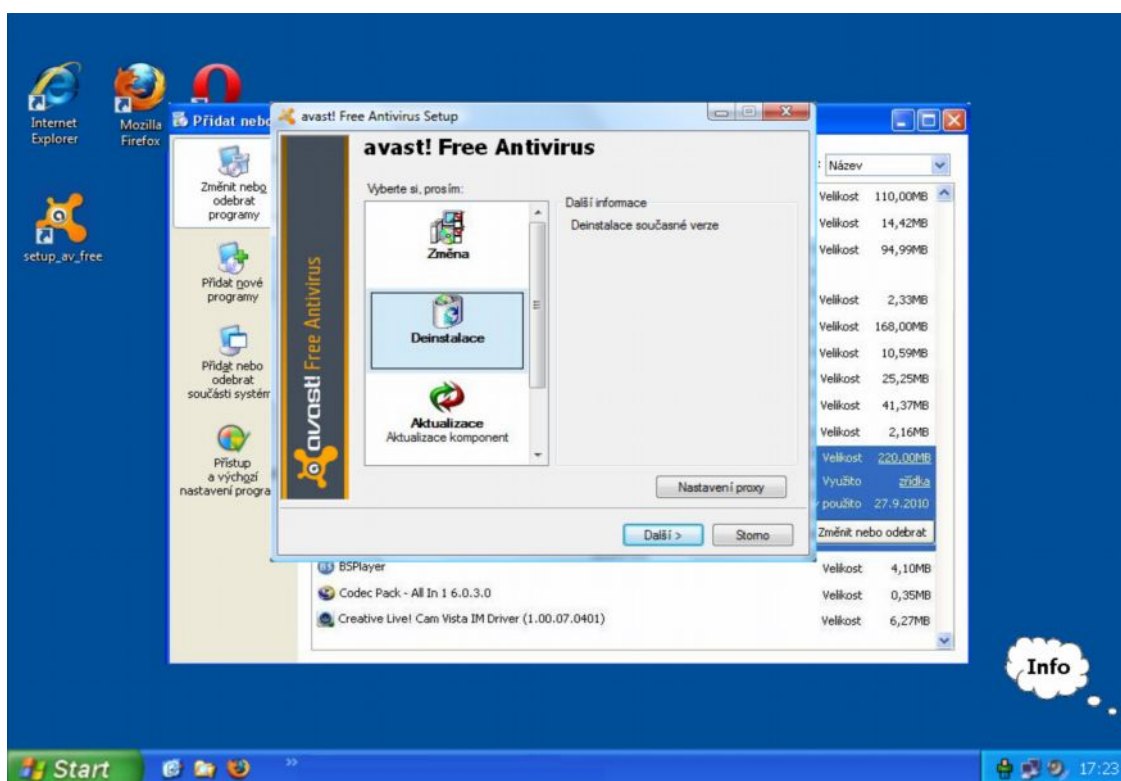 Internet
Explorer
Mozilla
Firefox
setup_av_free
Přidat nebo
Změnit nebo
odebrat
programy
Přidat nové
programy
Přidat nebo
odebrat
součásti systém
Přístup
a výchozí
nastavení progra
avast! Free Antivirus Setup
avast! Free Antivirus
avast! Free Antivirus
Vyberte si, prosím:
Změna
Deinstalace
Aktualizace
Aktualizace komponent
Další informace
Deinstalace současné verze
Nastavení proxy
Další >
Storno
: Název
Velikost 110,00MB
Velikost 14,42MB
Velikost 94,99MB
Velikost 2,33MB
Velikost 168,00MB
Velikost 10,59MB
Velikost 25,25MB
Velikost 41,37MB
Velikost 2,16MB
Velikost 220,00MB
Využito zřídka
použito 27.9.2010
Změnit nebo odebrat
BSPlayer Velikost 4,10MB
Codec Pack - All In 1 6.0.3.0 Velikost 0,35MB
Creative Live! Cam Vista IM Driver (1.00.07.0401) Velikost 6,27MB
Info
Start
17:23